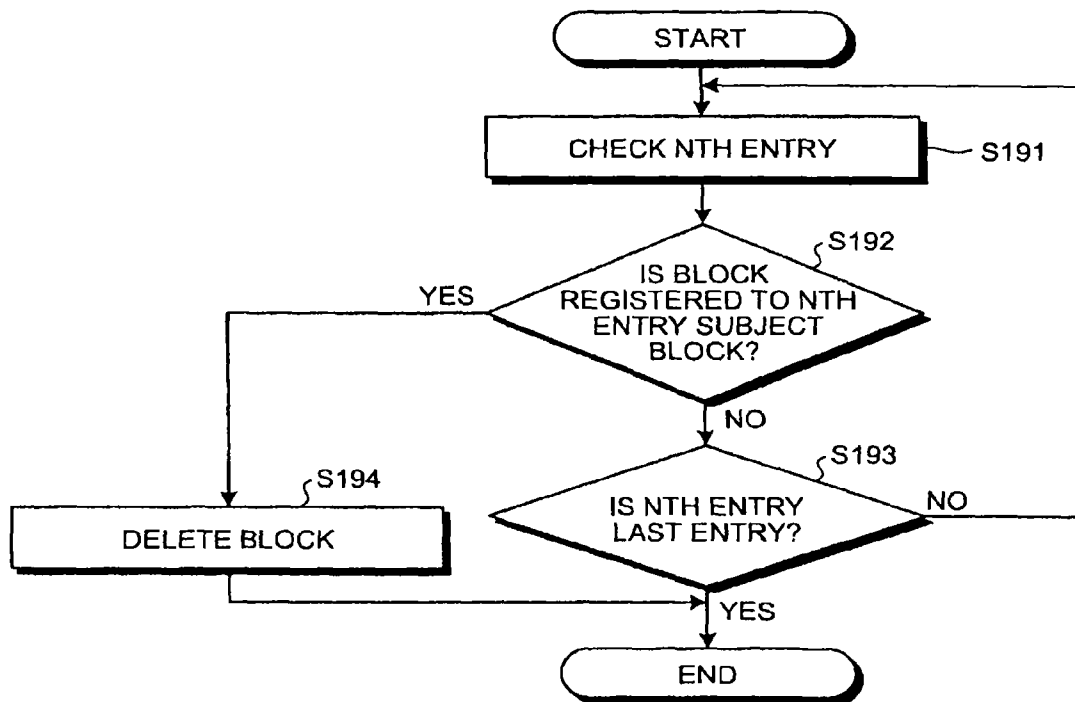 START
CHECK NTH ENTRY
S191
S192
IS BLOCK
REGISTERED TO NTH
ENTRY SUBJECT
BLOCK?
YES
NO
S193
IS NTH ENTRY
LAST ENTRY?
NO
S194
DELETE BLOCK
YES
END